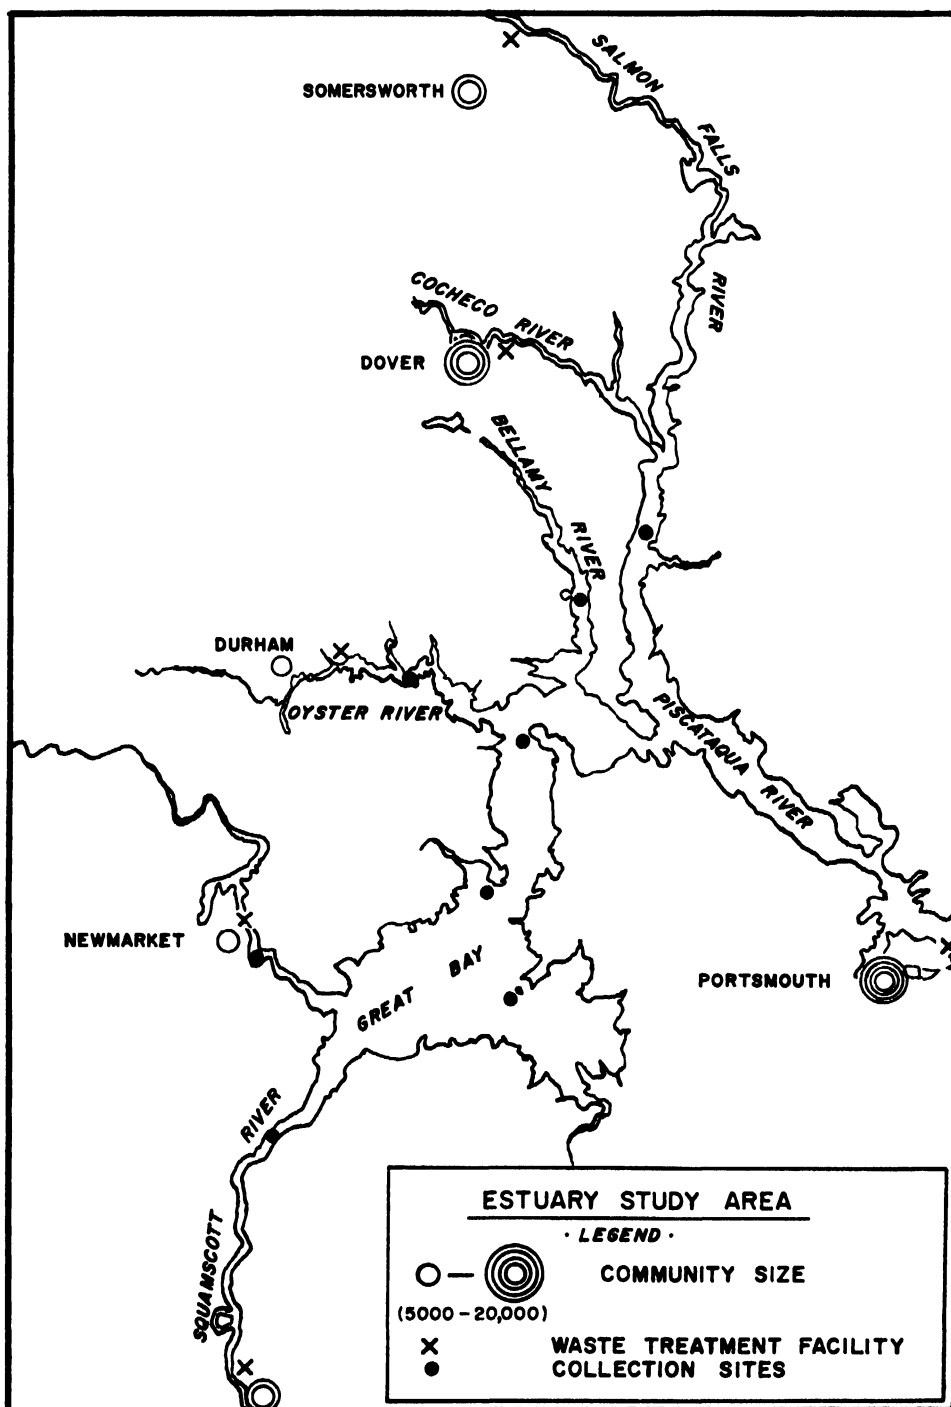 SALMON FALLS RIVER
SOMERSWORTH
COCHECO RIVER
DOVER
BELLAMY RIVER
DURHAM
OYSTER RIVER
PISCATAQUA RIVER
NEWMARKET
GREAT BAY
PORTSMOUTH
SQUAMSCOTT RIVER
ESTUARY STUDY AREA
· LEGEND ·
COMMUNITY SIZE
(5000 – 20,000)
WASTE TREATMENT FACILITY
COLLECTION SITES